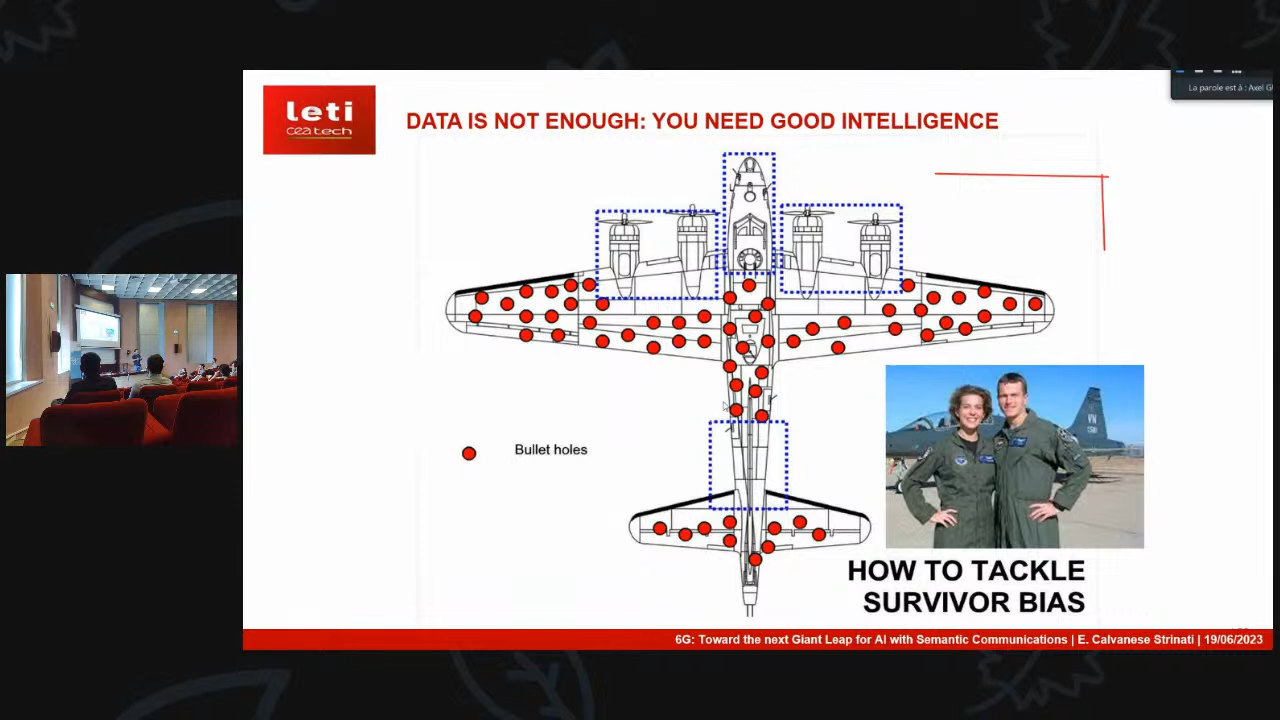 leti
ceatech
DATA IS NOT ENOUGH: YOU NEED GOOD INTELLIGENCE
La parole est à : Axel G
Bullet holes
VN
HOW TO TACKLE
SURVIVOR BIAS
6G: Toward the next Giant Leap for AI with Semantic Communications | E. Calvanese Strinati | 19/06/2023